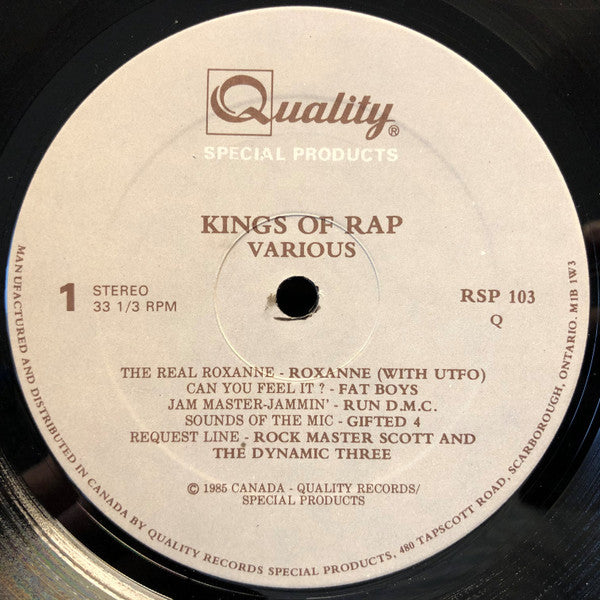 Quality®
SPECIAL PRODUCTS
KINGS OF RAP
VARIOUS
1
STEREO
33 1/3 RPM
RSP 103
Q
THE REAL ROXANNE - ROXANNE (WITH UTFO)
CAN YOU FEEL IT? - FAT BOYS
JAM MASTER-JAMMIN' - RUN D.M.C.
SOUNDS OF THE MIC - GIFTED 4
REQUEST LINE - ROCK MASTER SCOTT AND
THE DYNAMIC THREE
© 1985 CANADA - QUALITY RECORDS/
SPECIAL PRODUCTS
MANUFACTURED AND DISTRIBUTED IN CANADA BY QUALITY RECORDS SPECIAL PRODUCTS, 480 TAPSCOTT ROAD, SCARBOROUGH, ONTARIO. M1B 1W3